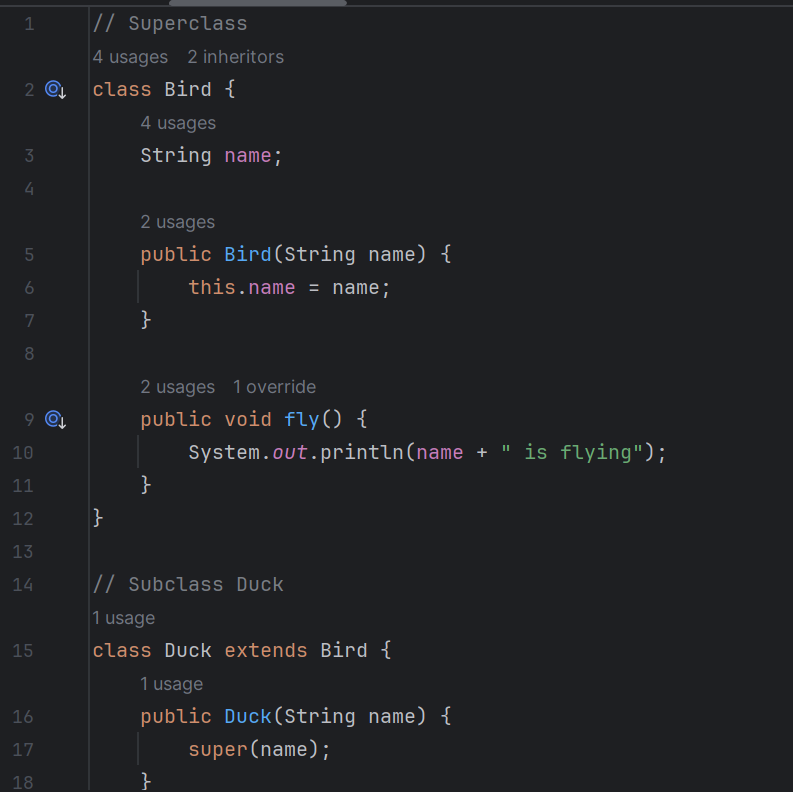 1 // Superclass
4 usages 2 inheritors
2 class Bird {
4 usages
3 String name;
4
2 usages
5 public Bird(String name) {
6 this.name = name;
7 }
8
2 usages 1 override
9 public void fly() {
10 System.out.println(name + " is flying");
11 }
12 }
13
14 // Subclass Duck
1 usage
15 class Duck extends Bird {
1 usage
16 public Duck(String name) {
17 super(name);
18 }